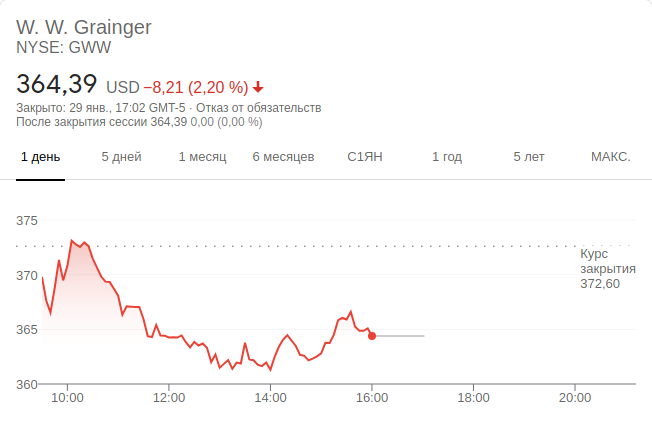 W. W. Grainger
NYSE: GWW
364,39 USD −8,21 (2,20 %)
Закрыто: 29 янв., 17:02 GMT-5 · Отказ от обязательств
После закрытия сессии 364,39 0,00 (0,00 %)
1 день 5 дней 1 месяц 6 месяцев С1ЯН 1 год 5 лет МАКС.
375
Курс
закрытия
372,60
370
365
360
10:00 12:00 14:00 16:00 18:00 20:00